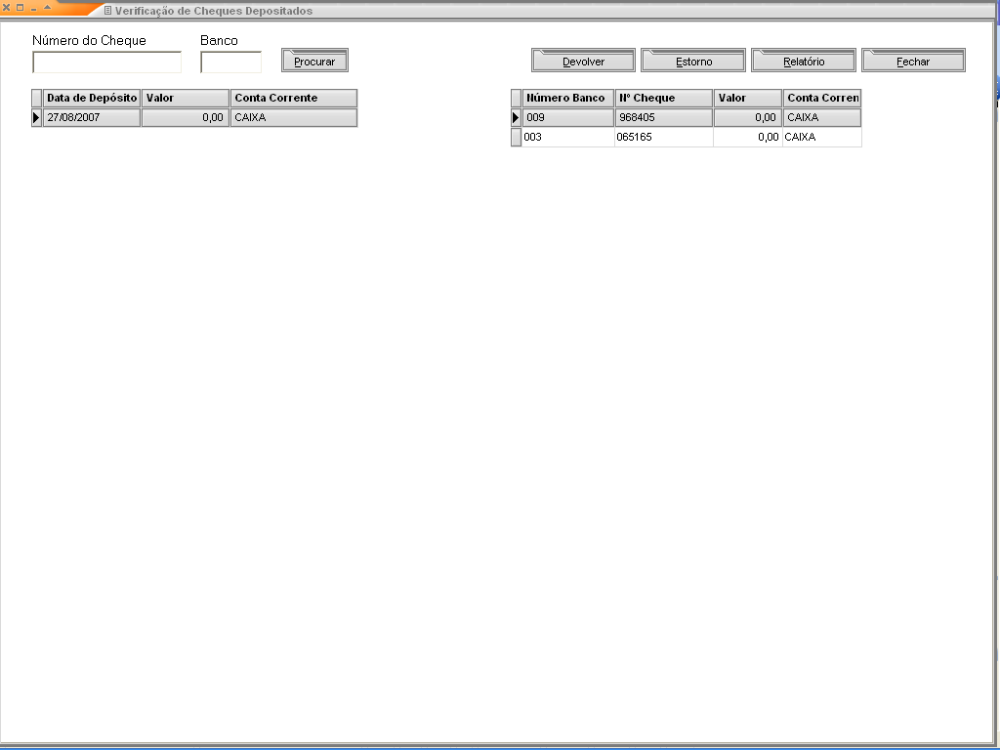 Verificação de Cheques Depositados
Número do Cheque Banco
Procurar Devolver Estorno Relatório Fechar
Data de Depósito Valor Conta Corrente
27/08/2007 0,00 CAIXA
Número Banco Nº Cheque Valor Conta Corren
009 968405 0,00 CAIXA
003 065165 0,00 CAIXA